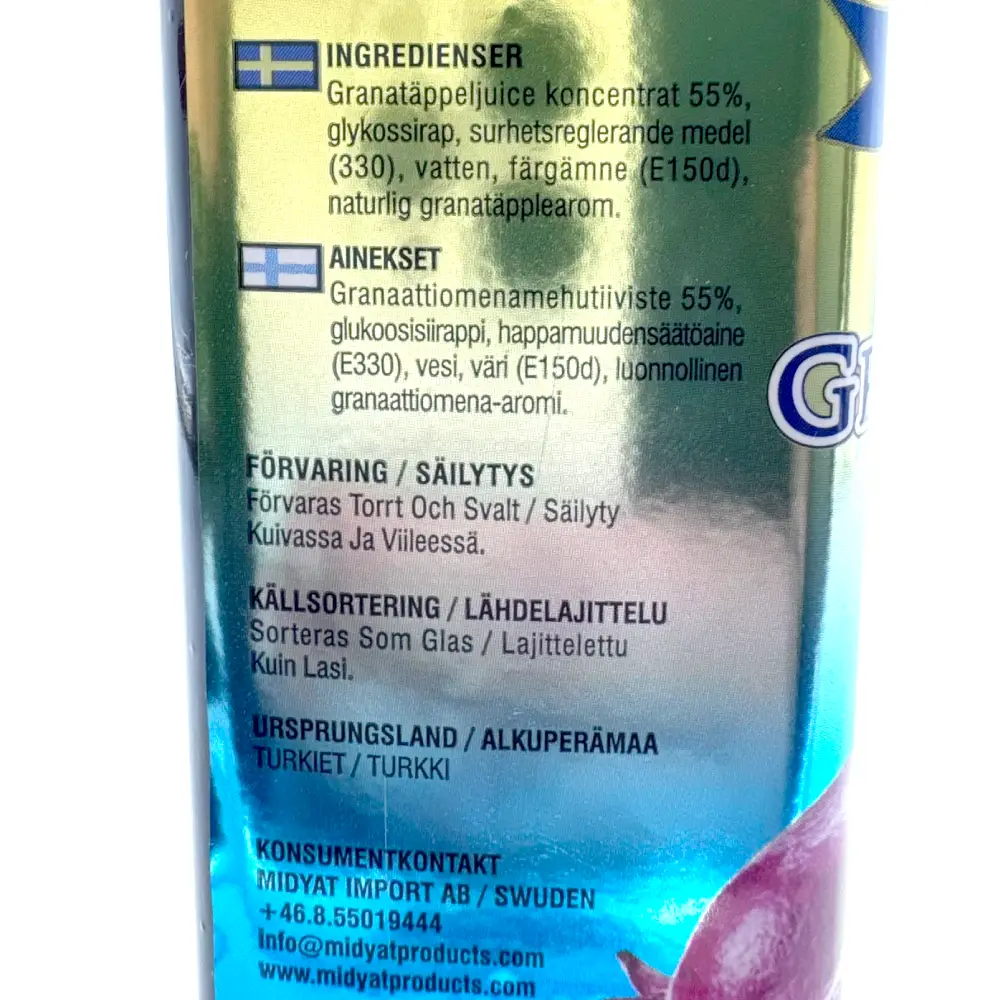 INGREDIENSER
Granatäppeljuice koncentrat 55%,
glykossirap, surhetsreglerande medel
(330), vatten, färgämne (E150d),
naturlig granatäpplearom.
AINEKSET
Granaattiomenamehutiiviste 55%,
glukoosisiirappi, happamuudensäätöaine
(E330), vesi, väri (E150d), luonnollinen
granaattiomena-aromi.
FÖRVARING / SÄILYTYS
Förvaras Torrt Och Svalt / Säilyty
Kuivassa Ja Viileessä.
KÄLLSORTERING / LÄHDELAJITTELU
Sorteras Som Glas / Lajittelettu
Kuin Lasi.
URSPRUNGSLAND / ALKUPERÄMAA
TURKIET / TURKKI
KONSUMENTKONTAKT
MIDYAT IMPORT AB / SWUDEN
+46.8.55019444
Info@midyatproducts.com
www.midyatproducts.com